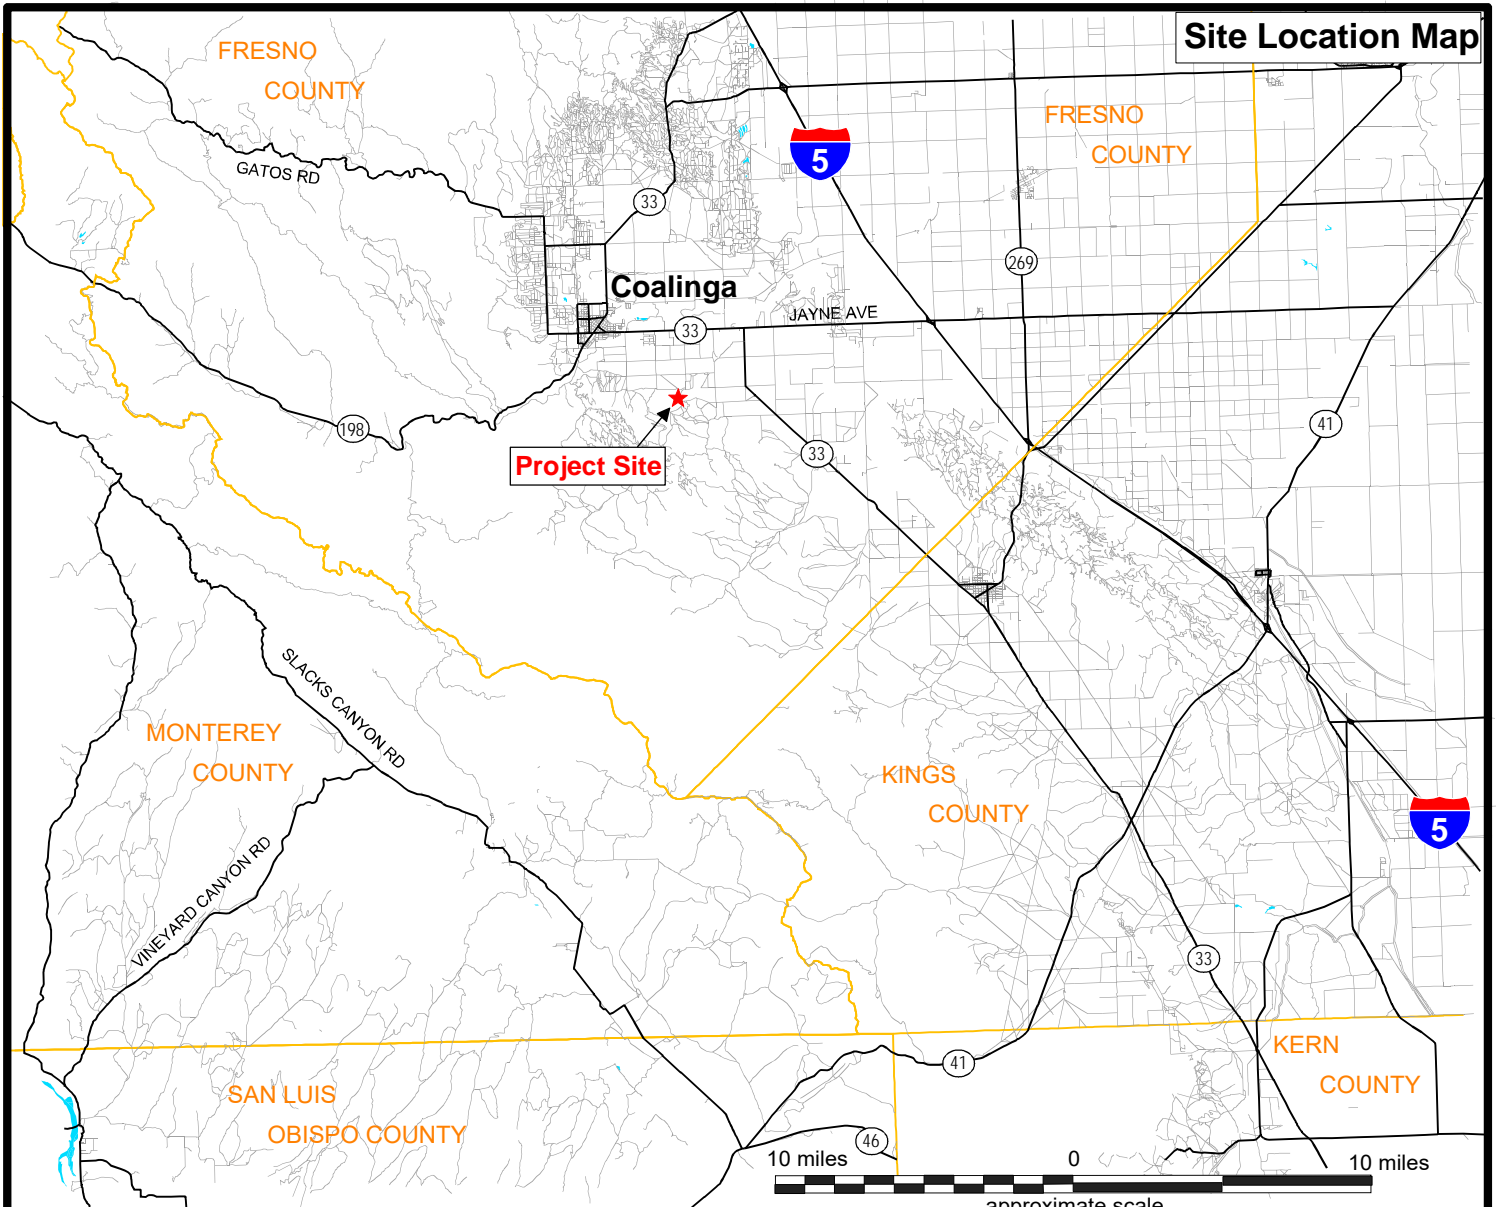 Site Location Map
FRESNO
COUNTY
FRESNO
COUNTY
5
GATOS RD
33
269
Coalinga
JAYNE AVE
33
41
198
33
Project Site
SLACKS CANYON RD
MONTEREY
COUNTY
KINGS
COUNTY
5
VINEYARD CANYON RD
33
KERN
COUNTY
41
SAN LUIS
OBISPO COUNTY
46
10 miles 0 10 miles
approximate scale